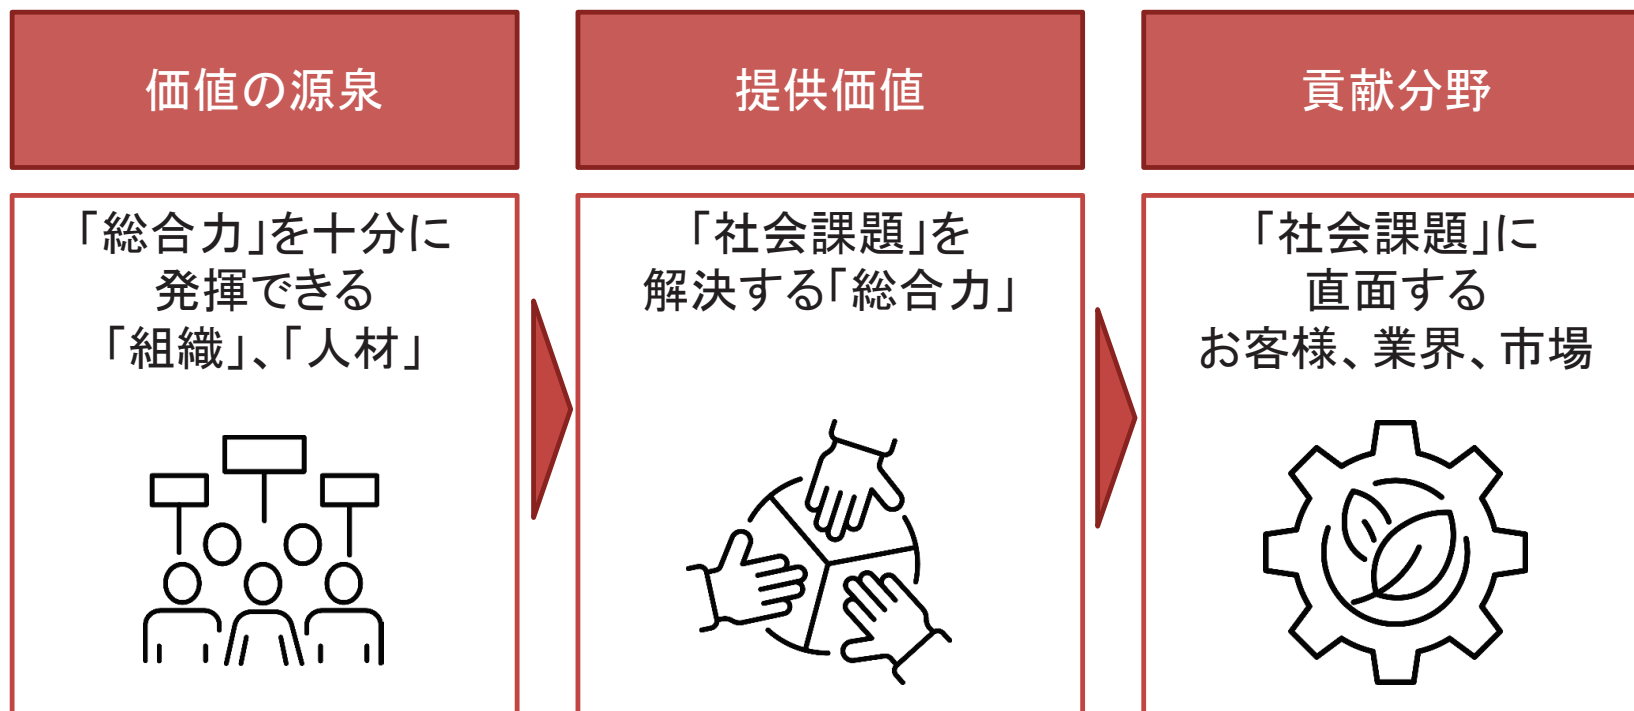 価値の源泉
「総合力」を十分に
発揮できる
「組織」、「人材」
提供価値
「社会課題」を
解決する「総合力」
貢献分野
「社会課題」に
直面する
お客様、業界、市場